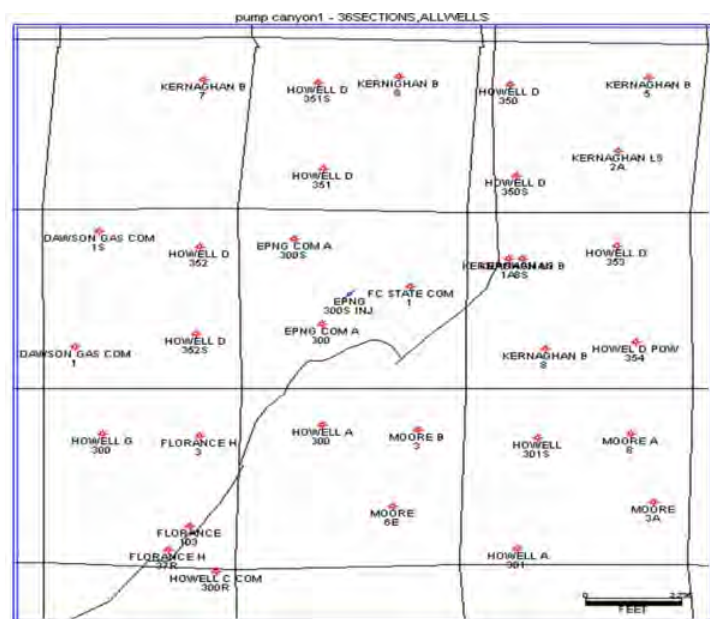 pump canyon1 - 36SECTIONS,ALLWELLS
KERNAGHAN B
7
HOWELL D
351S
KERNIGHAN B
6
HOWELL D
350
KERNAGHAN B
5
HOWELL D
351
HOWELL D
350S
KERNAGHAN LS
2A
DAWSON GAS COM
1S
HOWELL D
352
EPNG COM A
300S
HOWELL D
353
EPNG
300S INJ
FC STATE COM
1
EPNG COM A
300
DAWSON GAS COM
1
HOWELL D
352S
KERNAGHAN B
8
HOWEL D POW
354
HOWELL G
300
FLORANCE H
3
HOWELL A
300
MOORE B
3
HOWELL
301S
MOORE A
8
MOORE
6E
MOORE
3A
FLORANCE
103
FLORANCE H
37R
HOWELL C COM
300R
HOWELL A
301
0
FEET